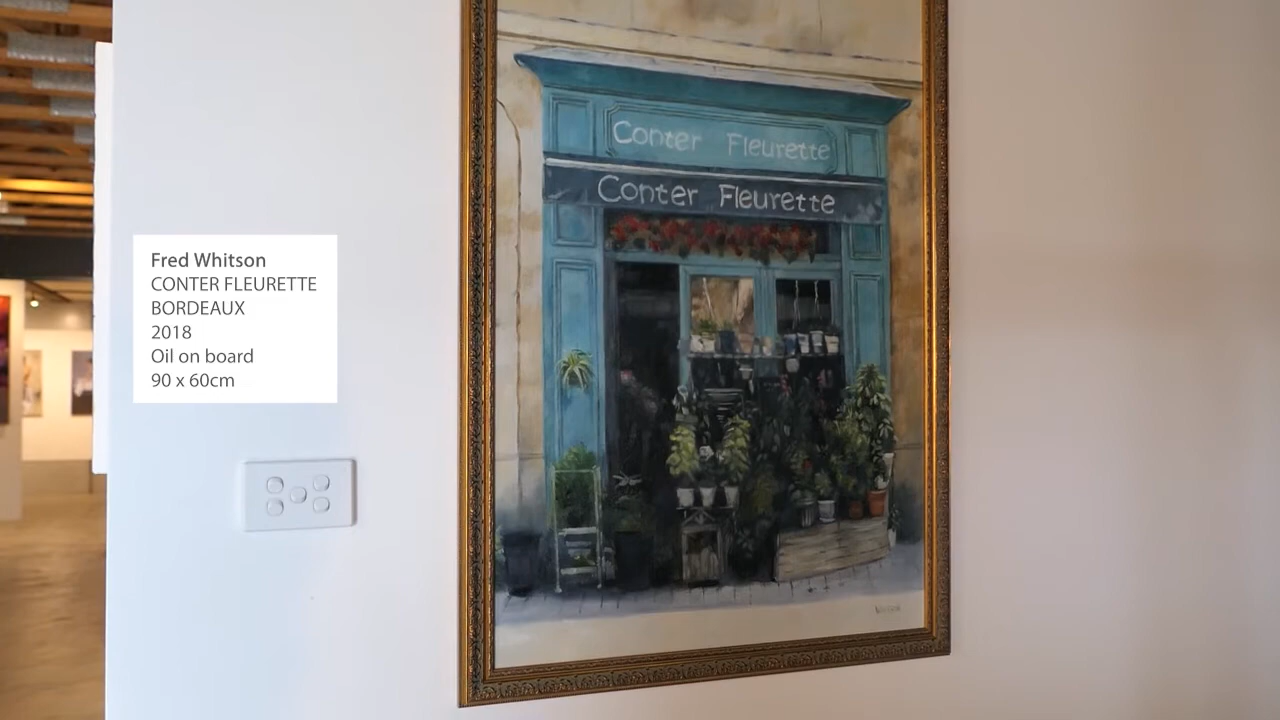 Fred Whitson
CONTER FLEURETTE
BORDEAUX
2018
Oil on board
90 x 60cm
Conter Fleurette
Conter Fleurette